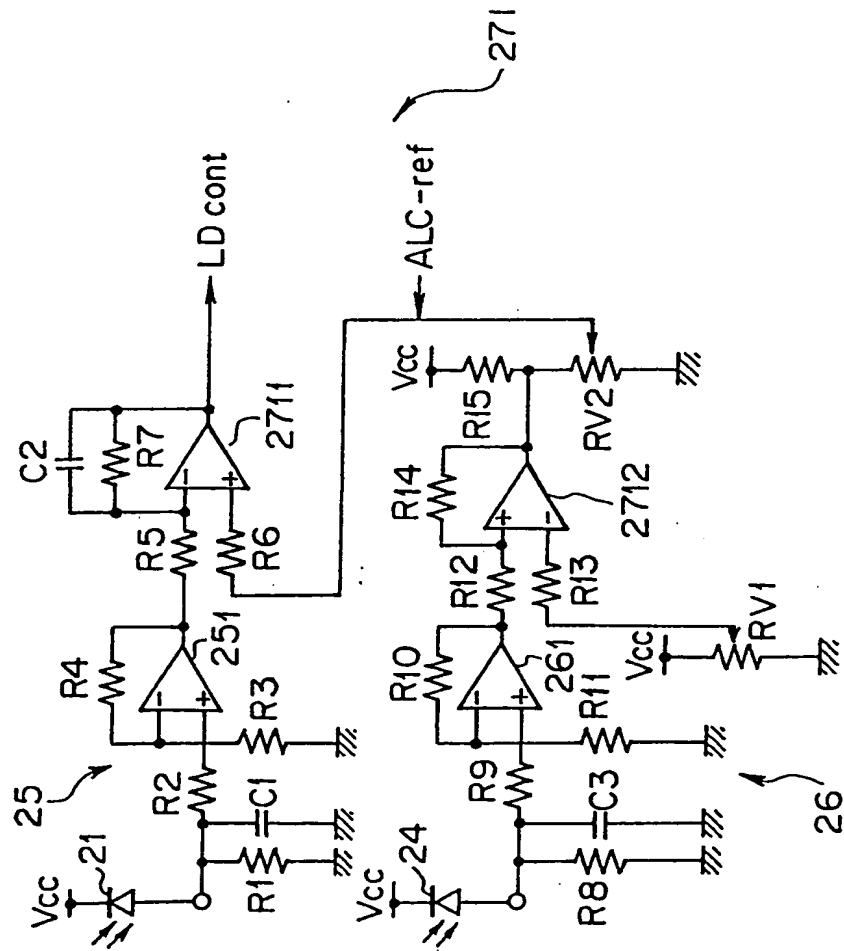 25
Vcc
21
R1
C1
R2
R3
R4
251
R5
R6
C2
R7
2711
LD cont
271
ALC-ref
Vcc
24
R8
C3
R9
R11
R10
261
26
R12
R13
Vcc
RV1
R14
2712
Vcc
R15
RV2